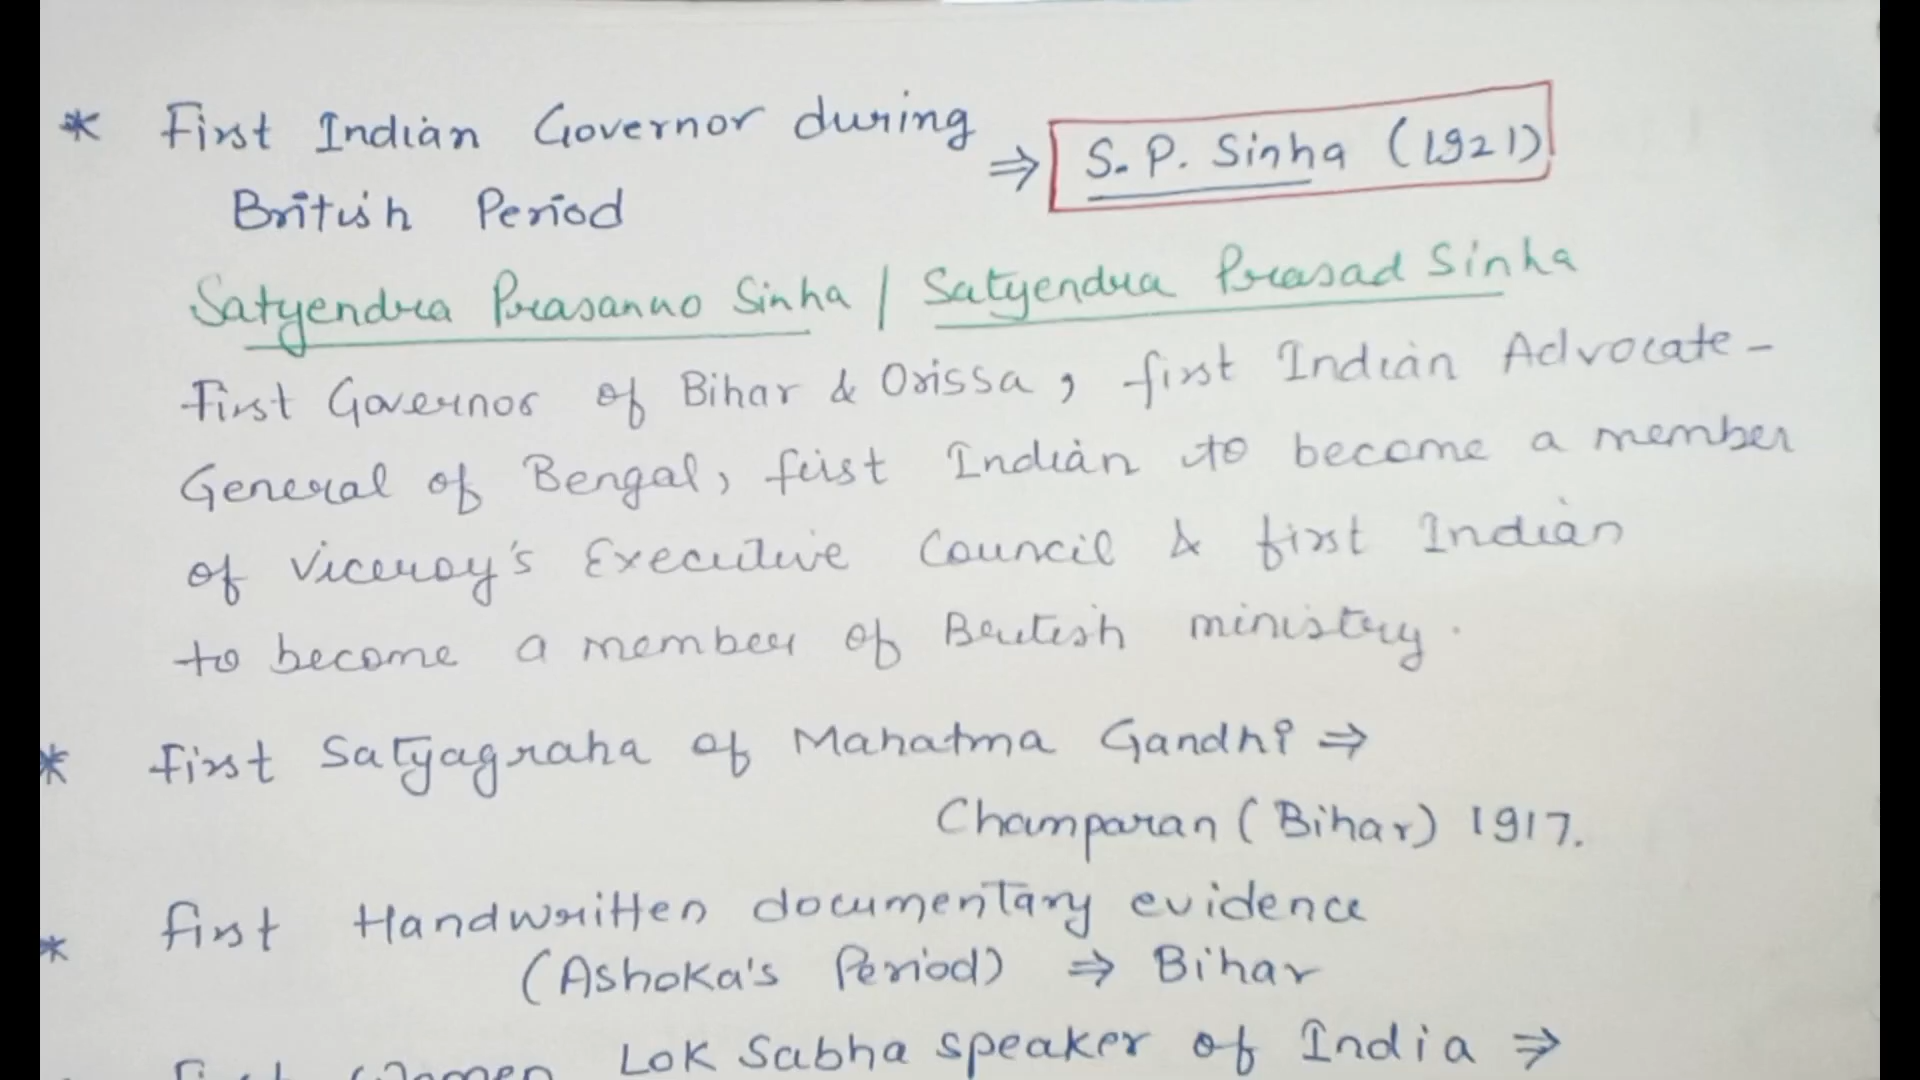 * First Indian Governor during ⇒ S. P. Sinha (1921)
British Period
Satyendra Prasanno Sinha / Satyendra Prasad Sinha
First Governor of Bihar & Orissa, first Indian Advocate-
General of Bengal, first Indian to become a member
of Viceroy's Executive Council & first Indian
to become a member of British ministry.
* First Satyagraha of Mahatma Gandhi ⇒
Champaran (Bihar) 1917.
* First Handwritten documentary evidence
(Ashoka's Period) ⇒ Bihar
First Women Lok Sabha speaker of India ⇒